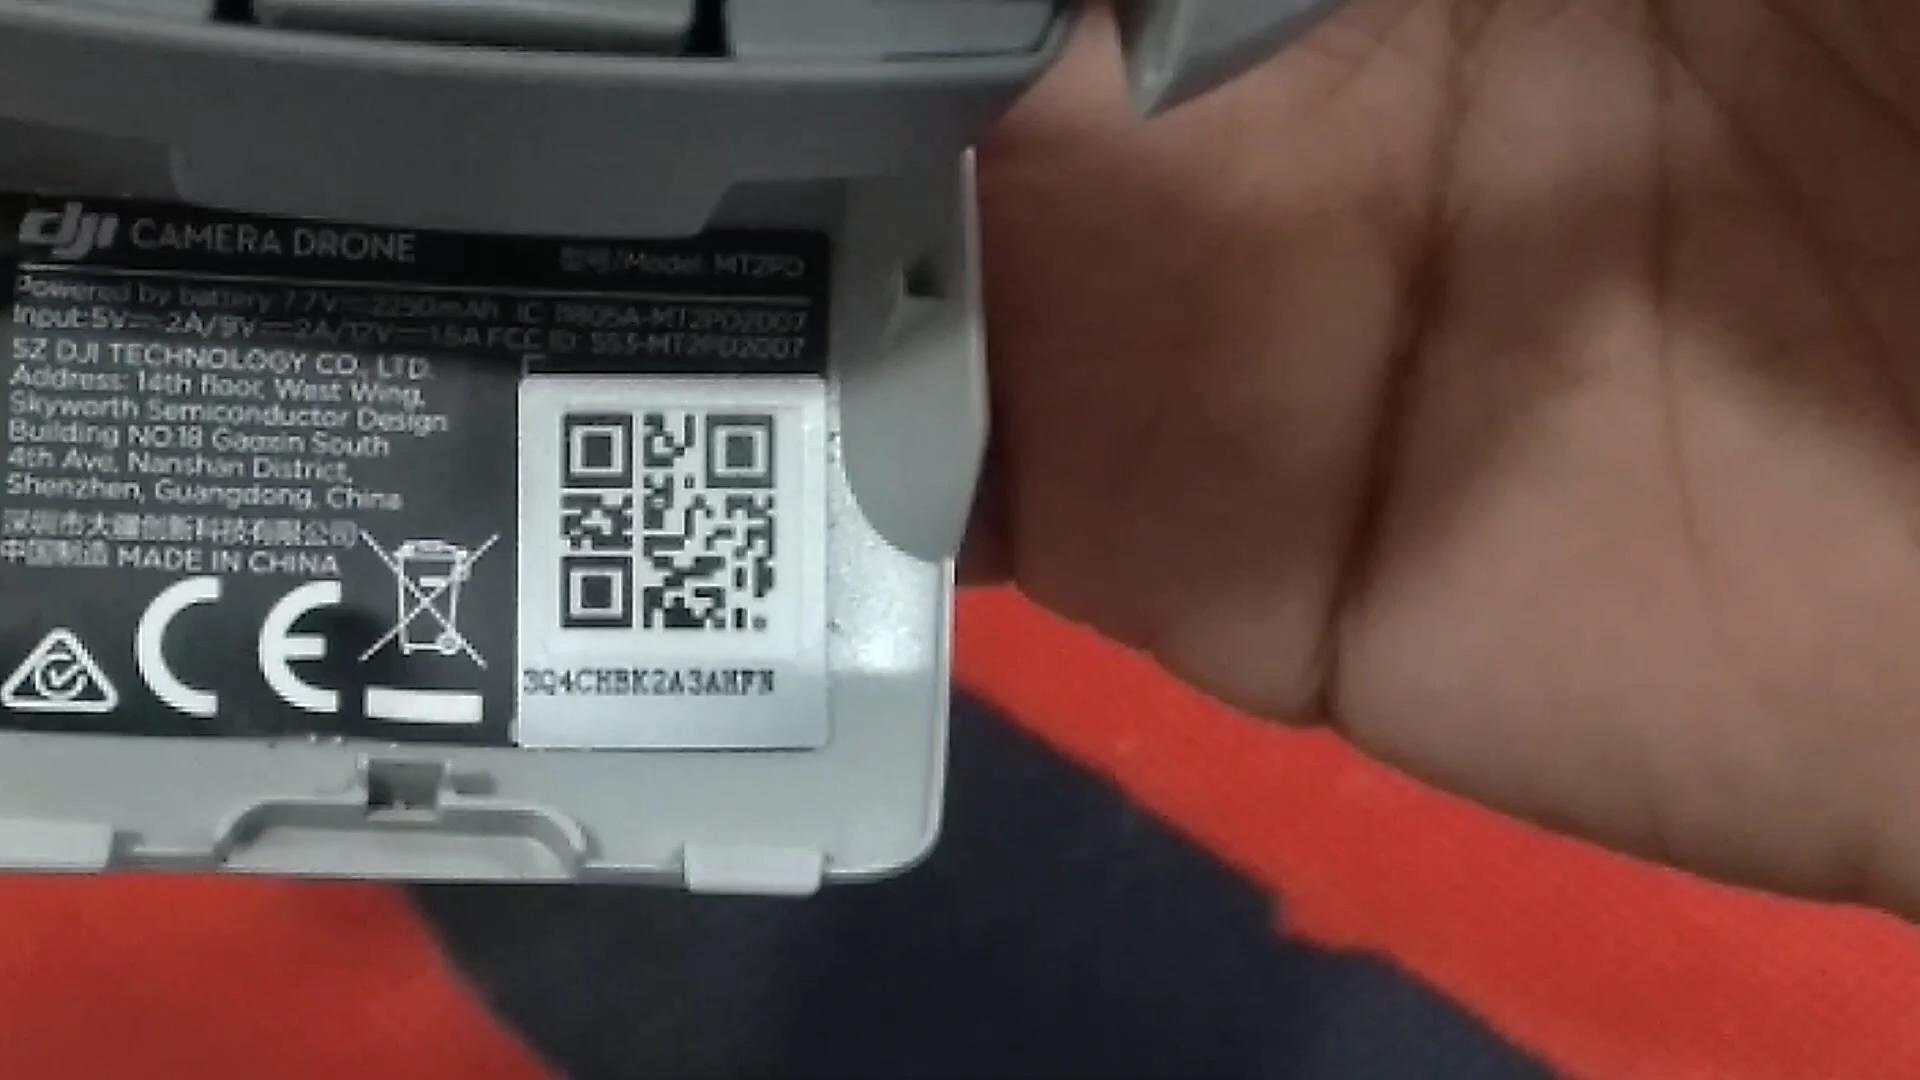 dji CAMERA DRONE
型号/Model: MT2PD
Powered by battery 7.7V⎓2250mAh IC: 11805A-MT2PD2007
Input:5V⎓2A/9V⎓2A/12V⎓1.5A FCC ID: SS3-MT2PD2007
SZ DJI TECHNOLOGY CO., LTD.
Address: 14th floor, West Wing,
Skyworth Semiconductor Design
Building NO.18 Gaoxin South
4th Ave, Nanshan District,
Shenzhen, Guangdong, China
深圳市大疆创新科技有限公司
中国制造 MADE IN CHINA
CE
3Q4CHBK2A3AHFN